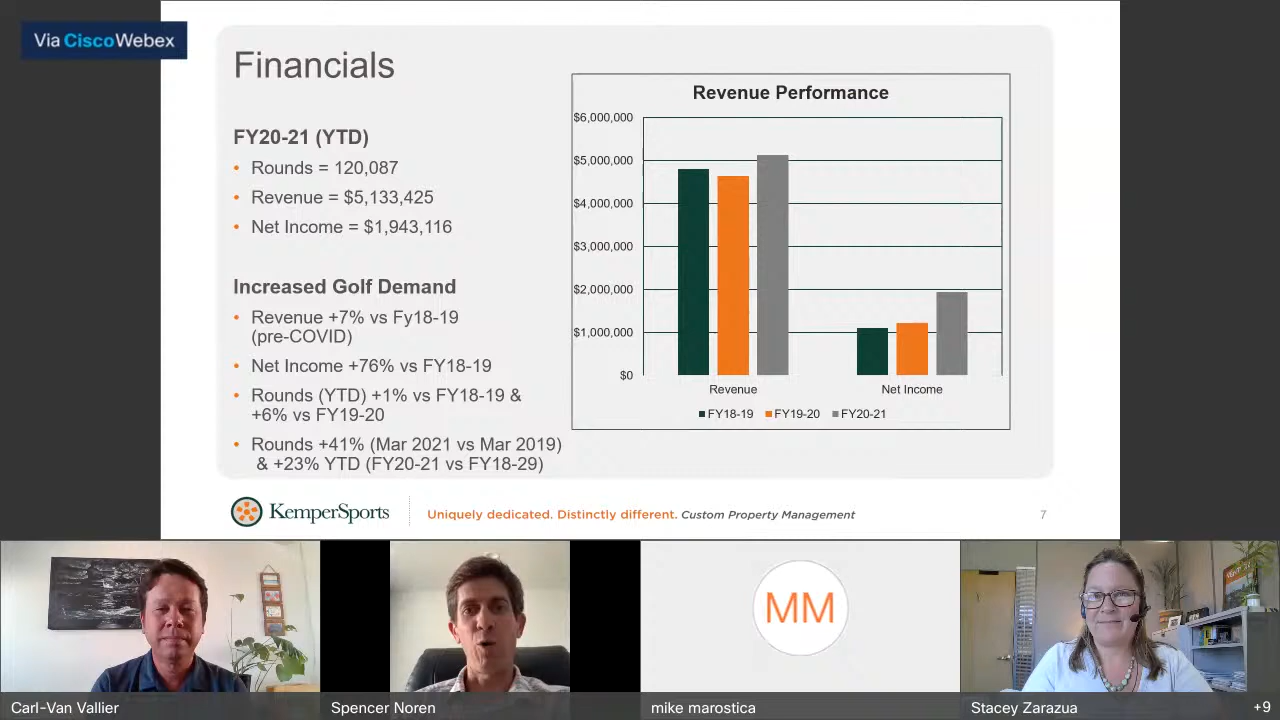 Via Cisco Webex
Financials
FY20-21 (YTD)
• Rounds = 120,087
• Revenue = $5,133,425
• Net Income = $1,943,116
Increased Golf Demand
• Revenue +7% vs Fy18-19
(pre-COVID)
• Net Income +76% vs FY18-19
• Rounds (YTD) +1% vs FY18-19 &
+6% vs FY19-20
• Rounds +41% (Mar 2021 vs Mar 2019)
& +23% YTD (FY20-21 vs FY18-29)
Revenue Performance
$6,000,000
$5,000,000
$4,000,000
$3,000,000
$2,000,000
$1,000,000
$0
Revenue Net Income
FY18-19 FY19-20 FY20-21
KemperSports Uniquely dedicated. Distinctly different. Custom Property Management 7
MM
Carl-Van Vallier Spencer Noren mike marostica Stacey Zarazua +9